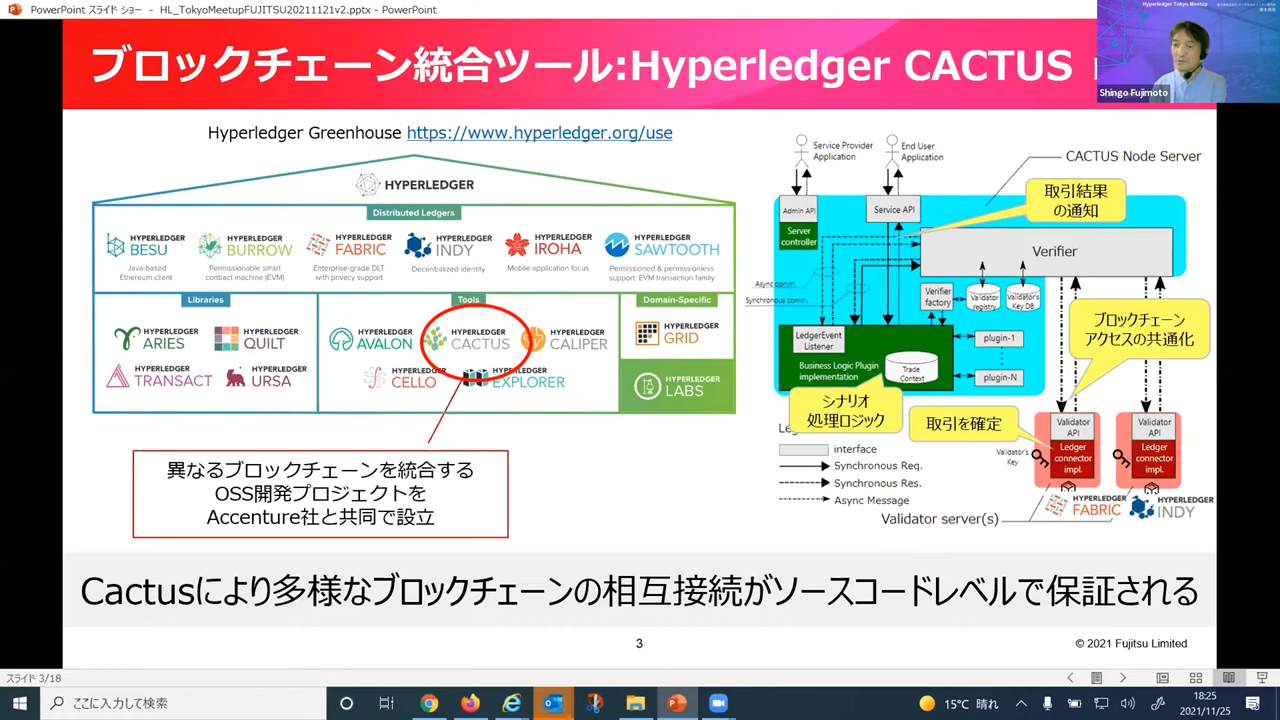 PowerPoint スライド ショー - HL_TokyoMeetupFUJITSU20211121v2.pptx - PowerPoint
Hyperledger Tokyo Meetup
Shingo Fujimoto
ブロックチェーン統合ツール:Hyperledger CACTUS
Hyperledger Greenhouse https://www.hyperledger.org/use
HYPERLEDGER
Distributed Ledgers
HYPERLEDGER BESU
Java-based
Ethereum client
HYPERLEDGER BURROW
Permissionable smart
contract machine (EVM)
HYPERLEDGER FABRIC
Enterprise-grade DLT
with privacy support
HYPERLEDGER INDY
Decentralized identity
HYPERLEDGER IROHA
Mobile application focus
HYPERLEDGER SAWTOOTH
Permissioned & permissionless
support; EVM transaction family
Libraries
HYPERLEDGER ARIES
HYPERLEDGER QUILT
HYPERLEDGER TRANSACT
HYPERLEDGER URSA
Tools
HYPERLEDGER AVALON
HYPERLEDGER CACTUS
HYPERLEDGER CALIPER
HYPERLEDGER CELLO
HYPERLEDGER EXPLORER
Domain-Specific
HYPERLEDGER GRID
HYPERLEDGER LABS
異なるブロックチェーンを統合する
OSS開発プロジェクトを
Accenture社と共同で設立
Service Provider
Application
End User
Application
CACTUS Node Server
取引結果
の通知
Admin API
Server
controller
Service API
Verifier
Async comm.
Synchronous comm.
Verifier
factory
Validator
registry
Validator's
Key DB
ブロックチェーン
アクセスの共通化
LedgerEvent
Listener
Business Logic Plugin
implementation
Trade
Context
plugin-1
plugin-N
シナリオ
処理ロジック
取引を確定
Validator
API
Ledger
connector
impl.
Validator
API
Ledger
connector
impl.
Validator's
Key
interface
Synchronous Req.
Synchronous Res.
Async Message
HYPERLEDGER FABRIC
HYPERLEDGER INDY
Validator server(s)
Cactusにより多様なブロックチェーンの相互接続がソースコードレベルで保証される
3
© 2021 Fujitsu Limited
スライド 3/18
ここに入力して検索
15℃ 晴れ
18:25
2021/11/25